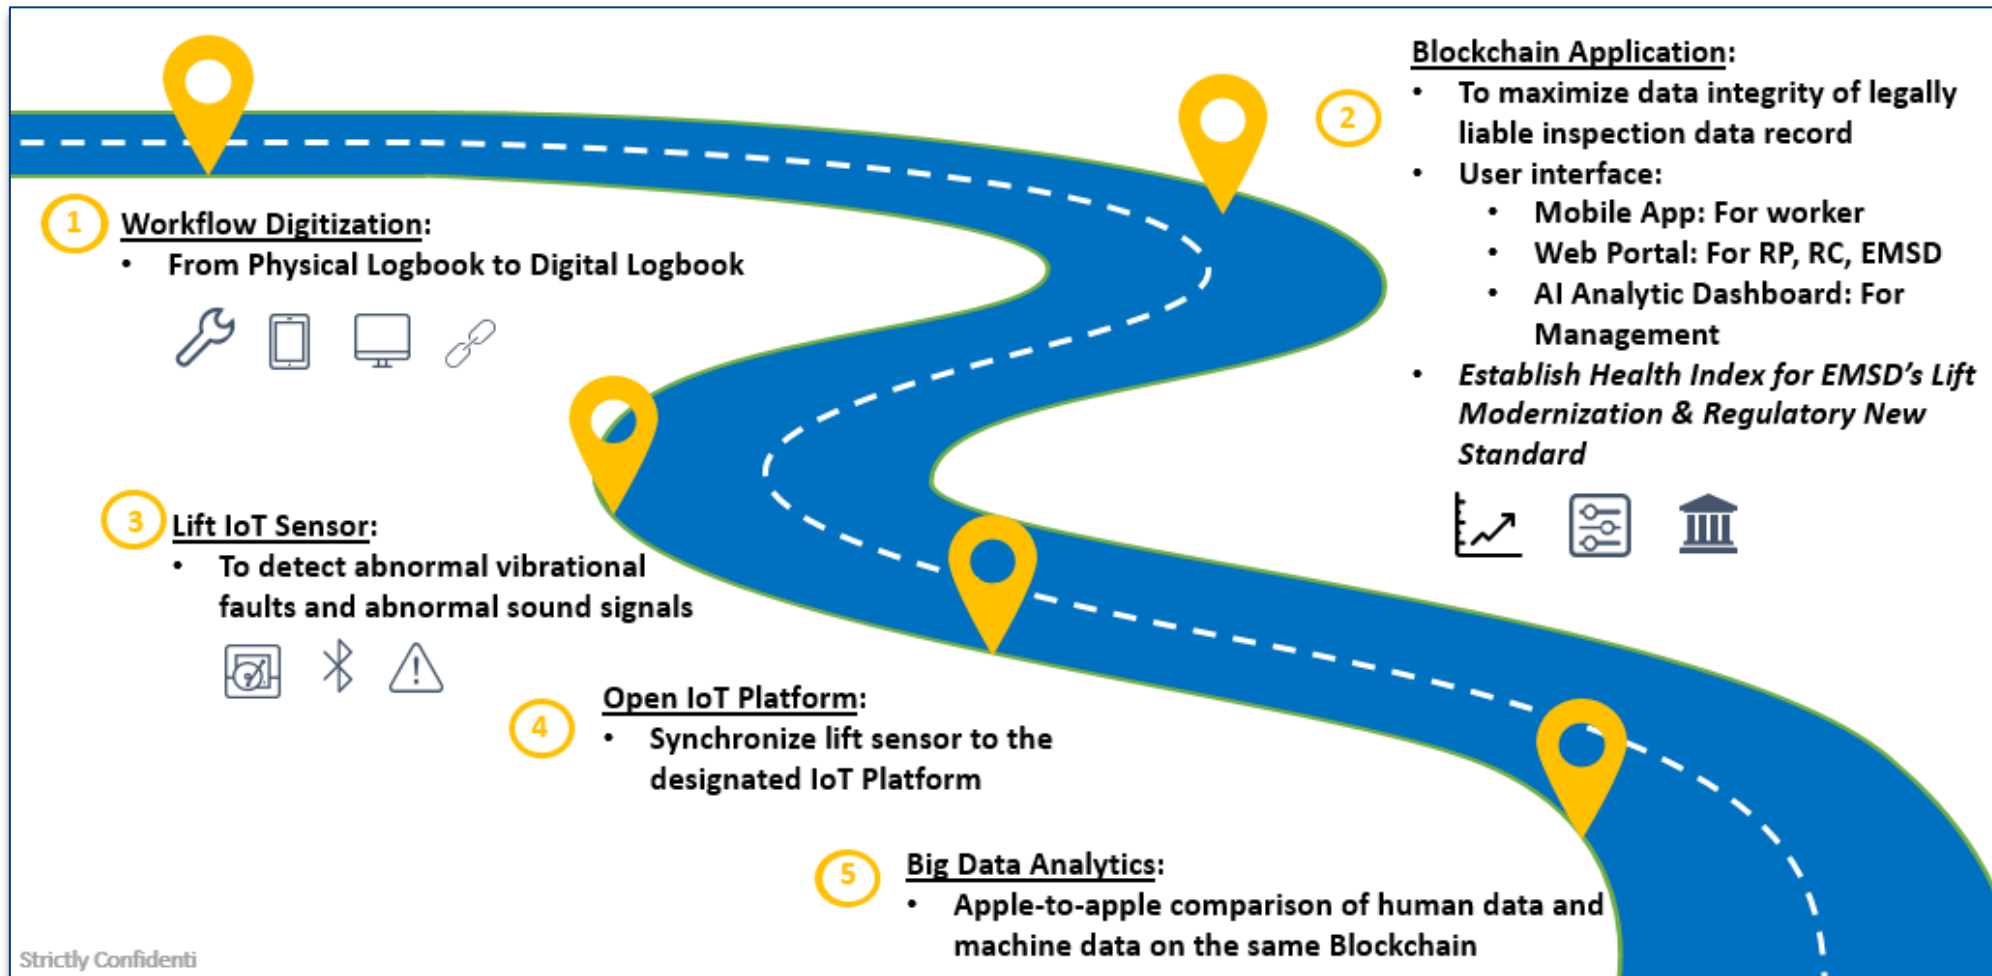 1
Workflow Digitization:
• From Physical Logbook to Digital Logbook
2
Blockchain Application:
• To maximize data integrity of legally
liable inspection data record
• User interface:
• Mobile App: For worker
• Web Portal: For RP, RC, EMSD
• AI Analytic Dashboard: For
Management
• Establish Health Index for EMSD’s Lift
Modernization & Regulatory New
Standard
3
Lift IoT Sensor:
• To detect abnormal vibrational
faults and abnormal sound signals
4
Open IoT Platform:
• Synchronize lift sensor to the
designated IoT Platform
5
Big Data Analytics:
• Apple-to-apple comparison of human data and
machine data on the same Blockchain
Strictly Confidenti